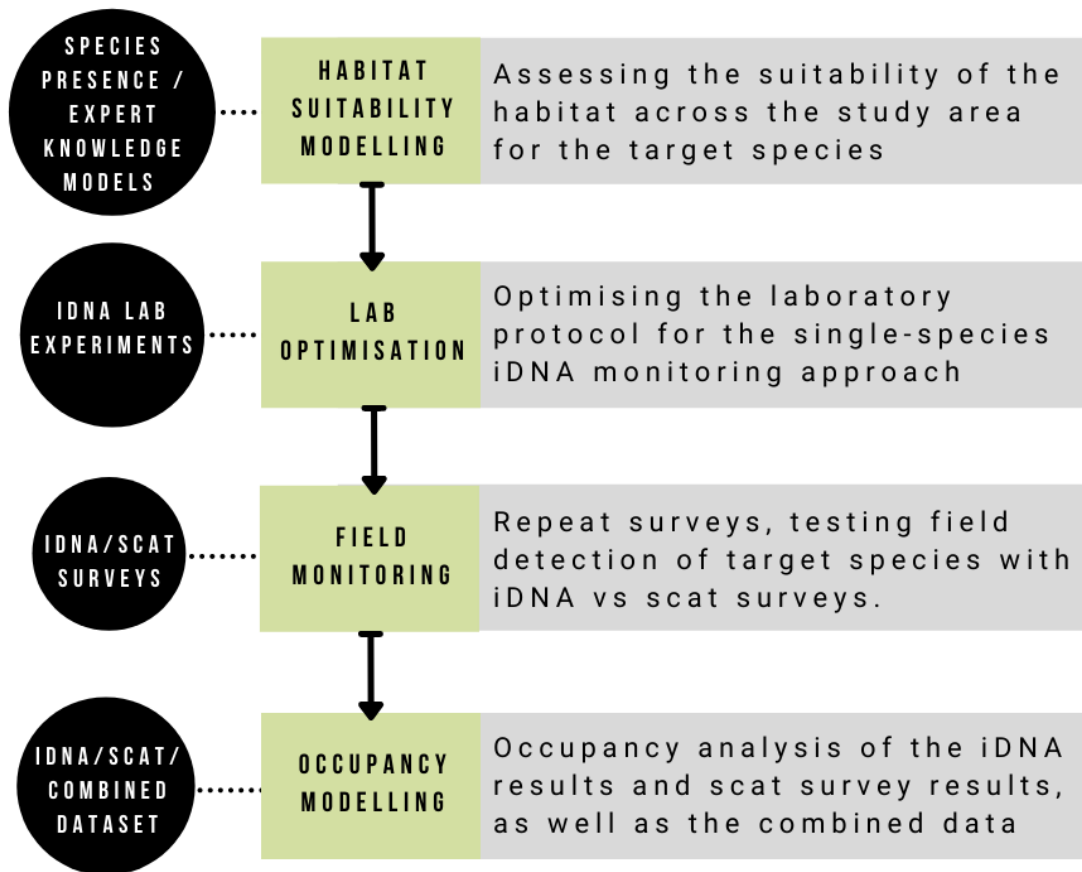 SPECIES
PRESENCE /
EXPERT
KNOWLEDGE
MODELS
HABITAT
SUITABILITY
MODELLING
Assessing the suitability of the
habitat across the study area
for the target species
IDNA LAB
EXPERIMENTS
LAB
OPTIMISATION
Optimising the laboratory
protocol for the single-species
iDNA monitoring approach
IDNA/SCAT
SURVEYS
FIELD
MONITORING
Repeat surveys, testing field
detection of target species with
iDNA vs scat surveys.
IDNA/SCAT/
COMBINED
DATASET
OCCUPANCY
MODELLING
Occupancy analysis of the iDNA
results and scat survey results,
as well as the combined data